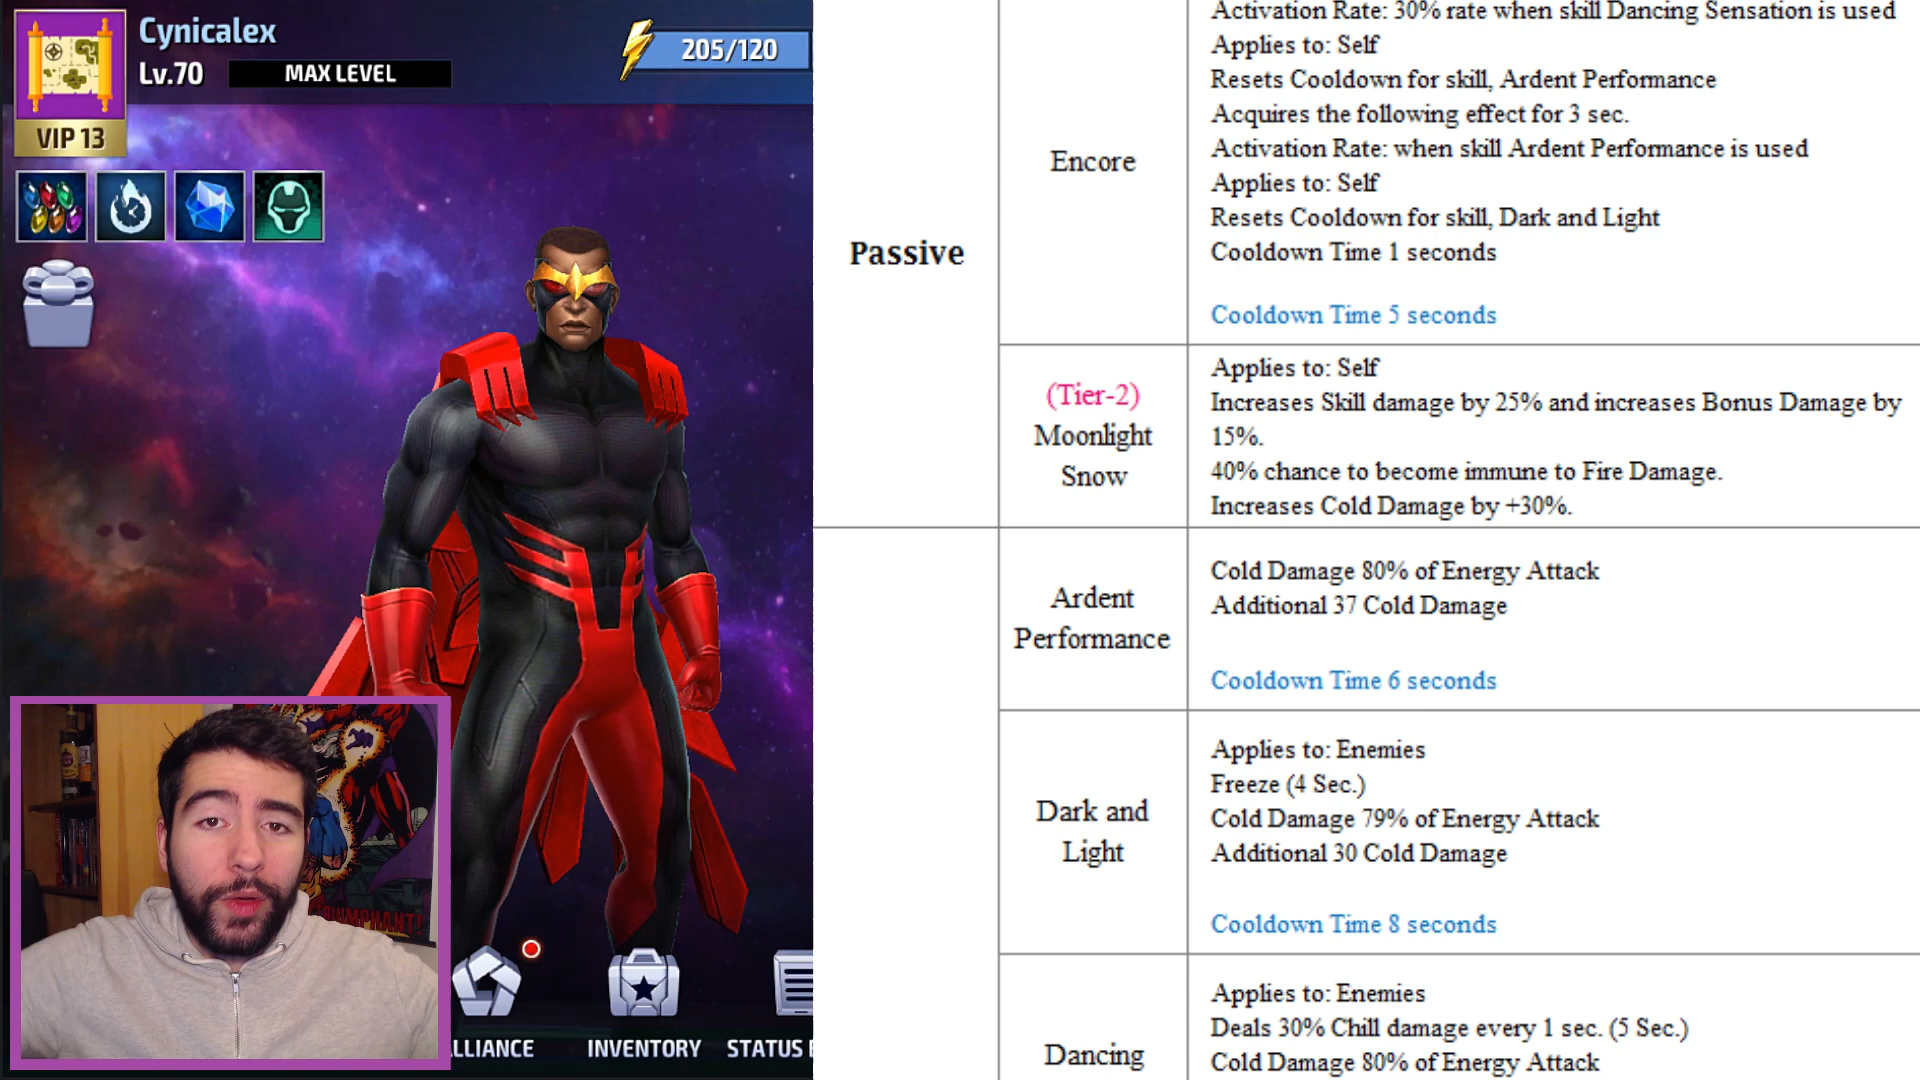 Cynicalex
Lv.70
MAX LEVEL
205/120
VIP 13
TRIUMPHANT!
ALLIANCE
INVENTORY
STATUS
Passive
Encore
Activation Rate: 30% rate when skill Dancing Sensation is used
Applies to: Self
Resets Cooldown for skill, Ardent Performance
Acquires the following effect for 3 sec.
Activation Rate: when skill Ardent Performance is used
Applies to: Self
Resets Cooldown for skill, Dark and Light
Cooldown Time 1 seconds
Cooldown Time 5 seconds
(Tier-2)
Moonlight
Snow
Applies to: Self
Increases Skill damage by 25% and increases Bonus Damage by
15%.
40% chance to become immune to Fire Damage.
Increases Cold Damage by +30%.
Ardent
Performance
Cold Damage 80% of Energy Attack
Additional 37 Cold Damage
Cooldown Time 6 seconds
Dark and
Light
Applies to: Enemies
Freeze (4 Sec.)
Cold Damage 79% of Energy Attack
Additional 30 Cold Damage
Cooldown Time 8 seconds
Dancing
Applies to: Enemies
Deals 30% Chill damage every 1 sec. (5 Sec.)
Cold Damage 80% of Energy Attack